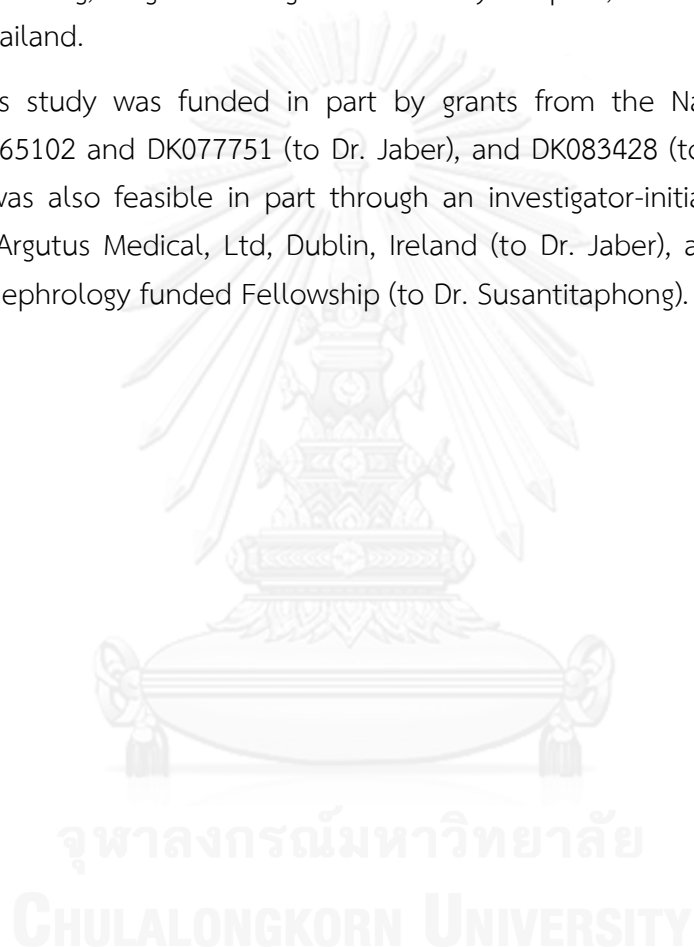 ailand.
s study was funded in part by grants from the Na
65102 and DK077751 (to Dr. Jaber), and DK083428 (to
was also feasible in part through an investigator-initia
Argutus Medical, Ltd, Dublin, Ireland (to Dr. Jaber), a
ephrology funded Fellowship (to Dr. Susantitaphong).
จุฬาลงกรณ์มหาวิทยาลัย
CHULALONGKORN UNIVERSITY